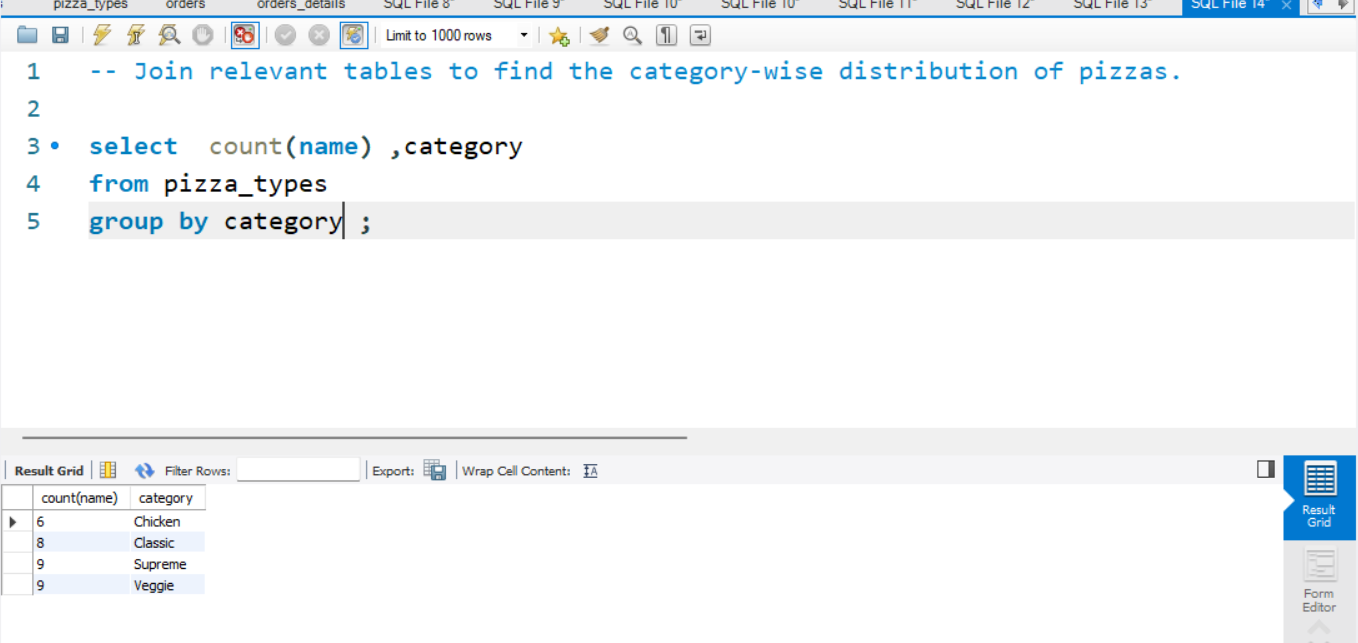 pizza_types orders orders_details SQL File 8* SQL File 9* SQL File 10* SQL File 10* SQL File 11* SQL File 12* SQL File 13* SQL File 14*
Limit to 1000 rows
1 -- Join relevant tables to find the category-wise distribution of pizzas.
2
3 select count(name) ,category
4 from pizza_types
5 group by category ;
Result Grid Filter Rows: Export: Wrap Cell Content: IA
count(name) category
6 Chicken
8 Classic
9 Supreme
9 Veggie
Result
Grid
Form
Editor